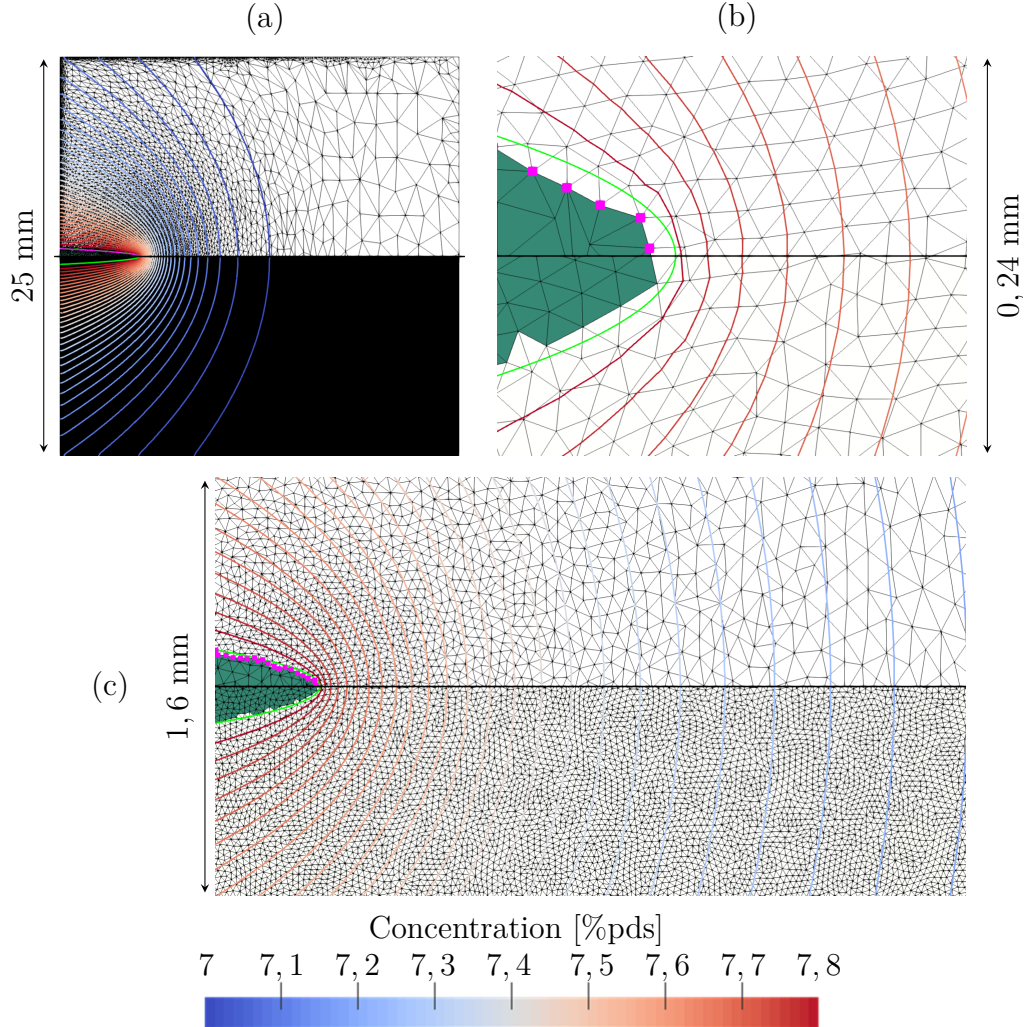 (a)
(b)
25 mm
0, 24 mm
(c)
1, 6 mm
Concentration [%pds]
7 7, 1 7, 2 7, 3 7, 4 7, 5 7, 6 7, 7 7, 8